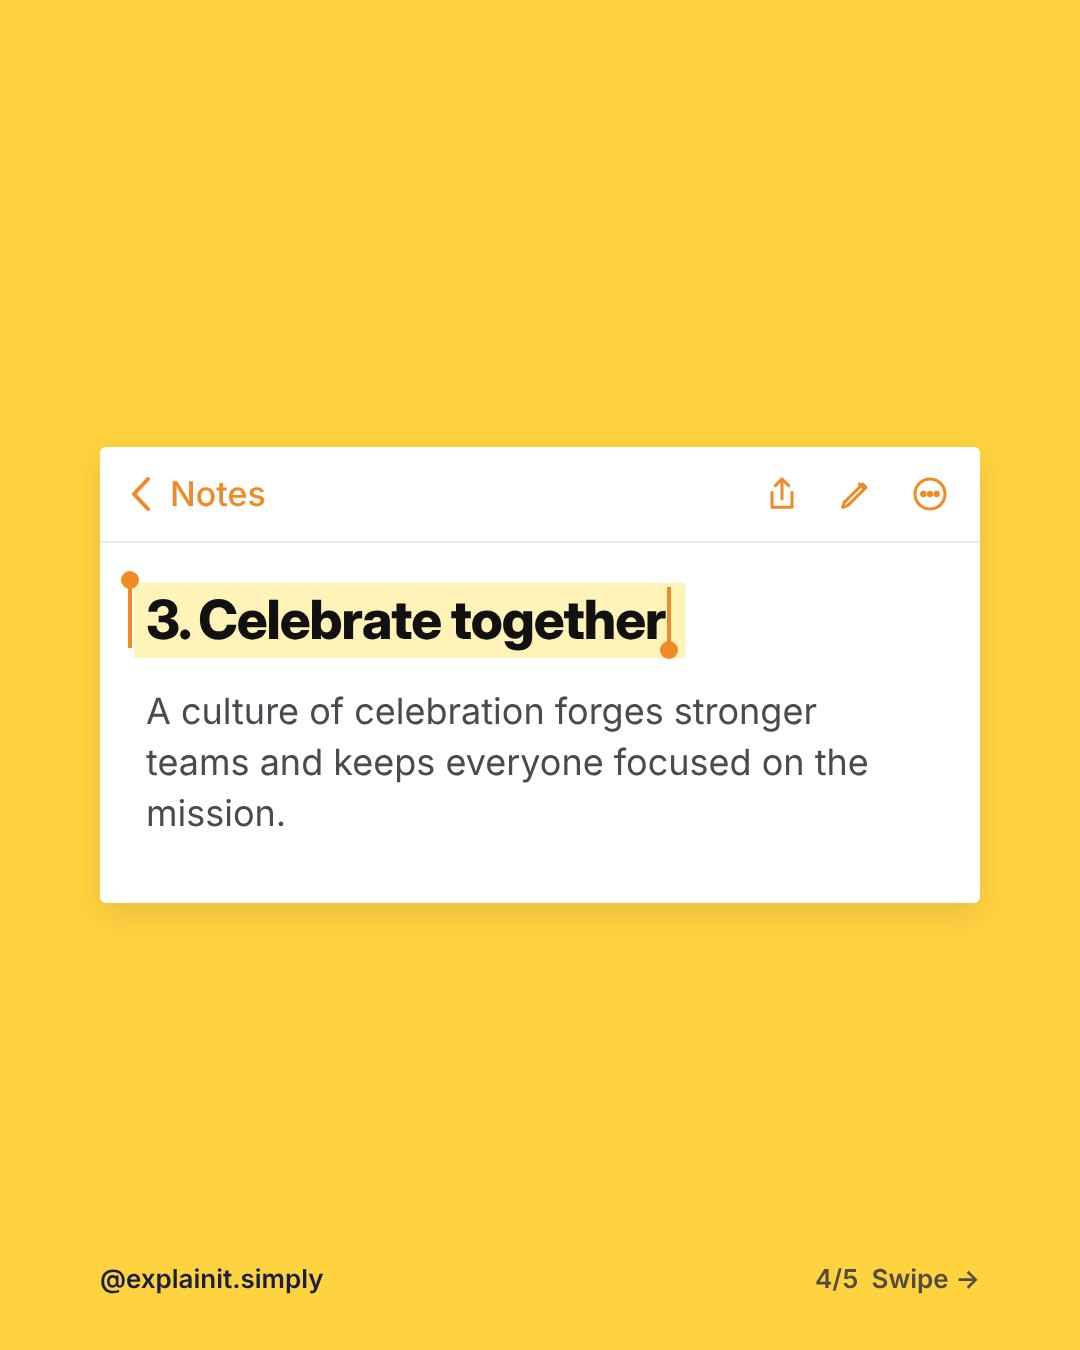 Notes
3. Celebrate together
A culture of celebration forges stronger
teams and keeps everyone focused on the
mission.
@explainit.simply
4/5 Swipe →